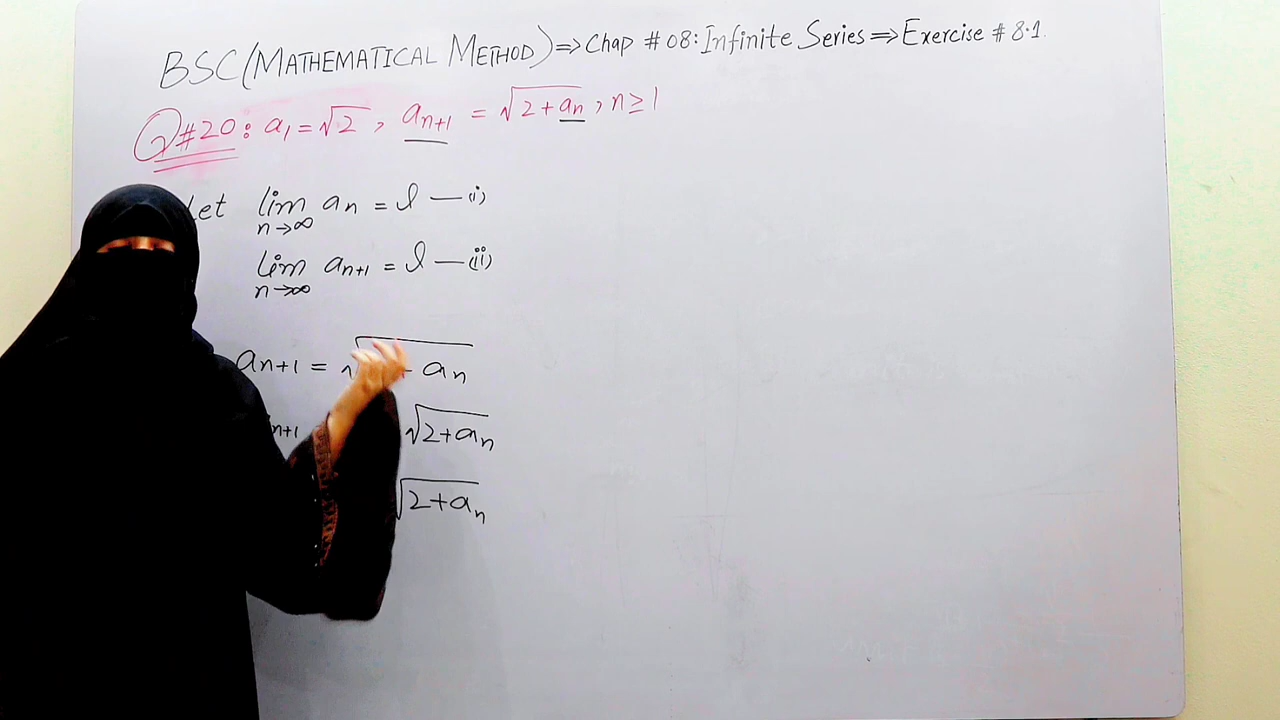 BSC(MATHEMATICAL METHOD)⇒Chap # 08:Infinite Series⇒Exercise # 8.1.
Q#20: a₁=√2, aₙ₊₁ = √(2+aₙ), n≥1
Let lim n→∞ aₙ = l —(i)
lim n→∞ aₙ₊₁ = l —(ii)
aₙ₊₁ = √ aₙ
n+1 √(2+aₙ)
√(2+aₙ)